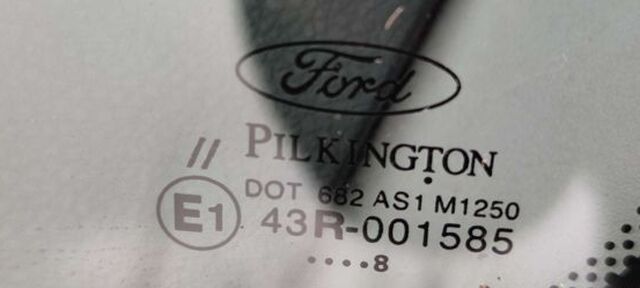 Ford
// PILKINGTON
DOT 682 AS1 M1250
E1 43R-001585
....8